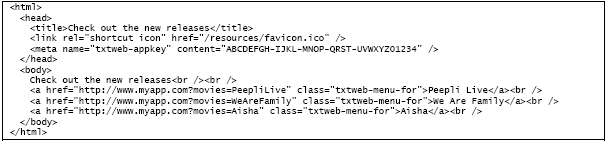 <html>
<head>
<title>Check out the new releases</title>
<link rel="shortcut icon" href="/resources/favicon.ico" />
<meta name="txtweb-appkey" content="ABCDEFGH-IJKL-MNOP-QRST-UVWXYZ01234" />
</head>
<body>
Check out the new releases<br /><br />
<a href="http://www.myapp.com?movies=PeepliLive" class="txtweb-menu-for">Peepli Live</a><br />
<a href="http://www.myapp.com?movies=WeAreFamily" class="txtweb-menu-for">We Are Family</a><br />
<a href="http://www.myapp.com?movies=Aisha" class="txtweb-menu-for">Aisha</a><br />
</body>
</html>